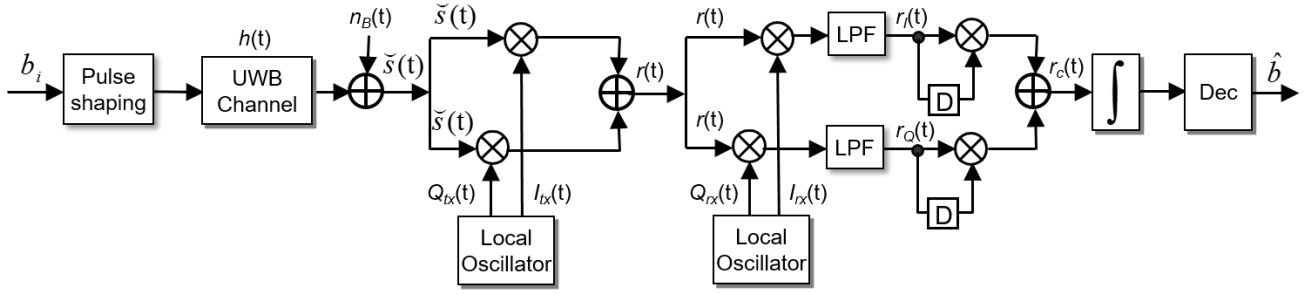 b_i
Pulse shaping
h(t)
UWB Channel
n_B(t)
š(t)
š(t)
š(t)
Q_tx(t)
I_tx(t)
Local Oscillator
r(t)
r(t)
r(t)
Q_rx(t)
I_rx(t)
Local Oscillator
LPF
LPF
r_I(t)
D
r_Q(t)
D
r_c(t)
∫
Dec
b̂